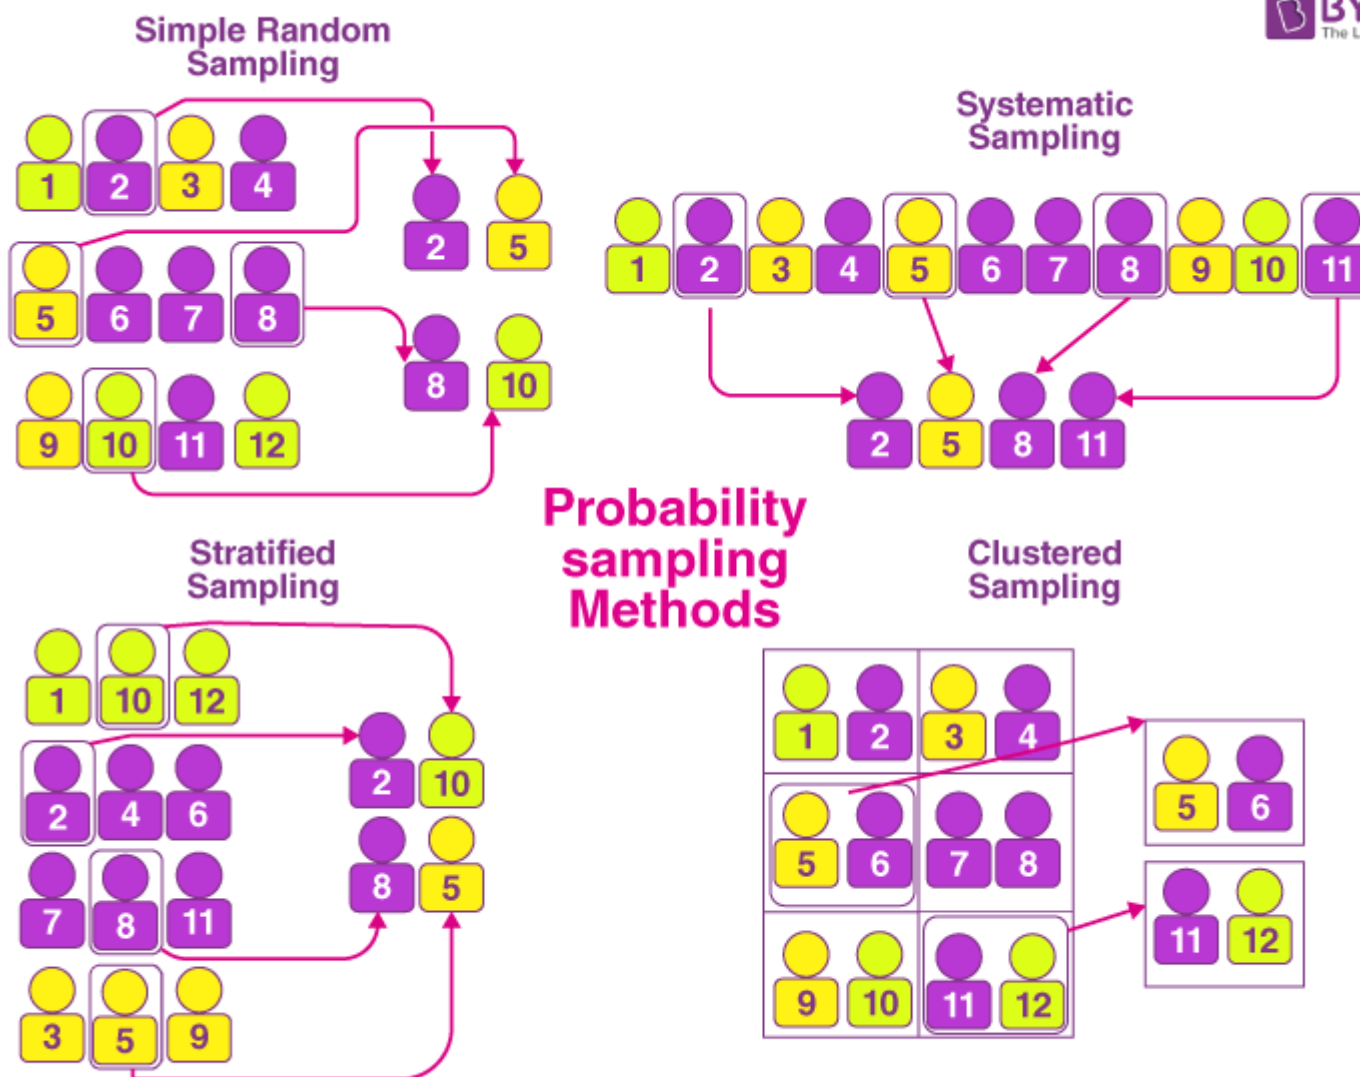 Simple Random
Sampling
1 2 3 4
2 5
5 6 7 8
8 10
9 10 11 12
BY
The L
Systematic
Sampling
1 2 3 4 5 6 7 8 9 10 11
2 5 8 11
Probability
sampling
Methods
Stratified
Sampling
1 10 12
2 4 6
2 10
7 8 11
8 5
3 5 9
Clustered
Sampling
1 2 3 4
5 6 7 8
9 10 11 12
5 6
11 12